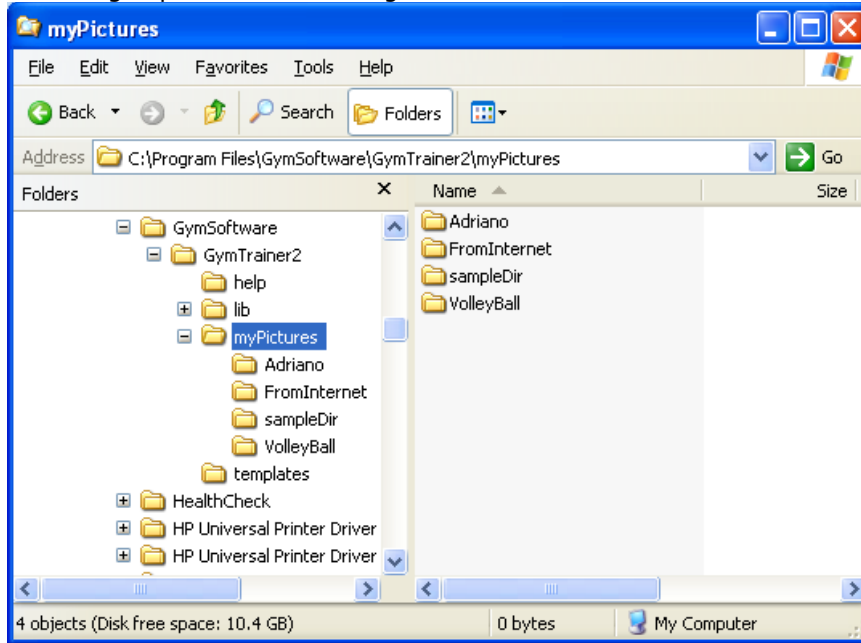 myPictures
File Edit View Favorites Tools Help
Back Search Folders
Address C:\Program Files\GymSoftware\GymTrainer2\myPictures Go
Folders Name Size
GymSoftware
GymTrainer2
help
lib
myPictures
Adriano
FromInternet
sampleDir
VolleyBall
templates
HealthCheck
HP Universal Printer Driver
HP Universal Printer Driver
Adriano
FromInternet
sampleDir
VolleyBall
4 objects (Disk free space: 10.4 GB) 0 bytes My Computer